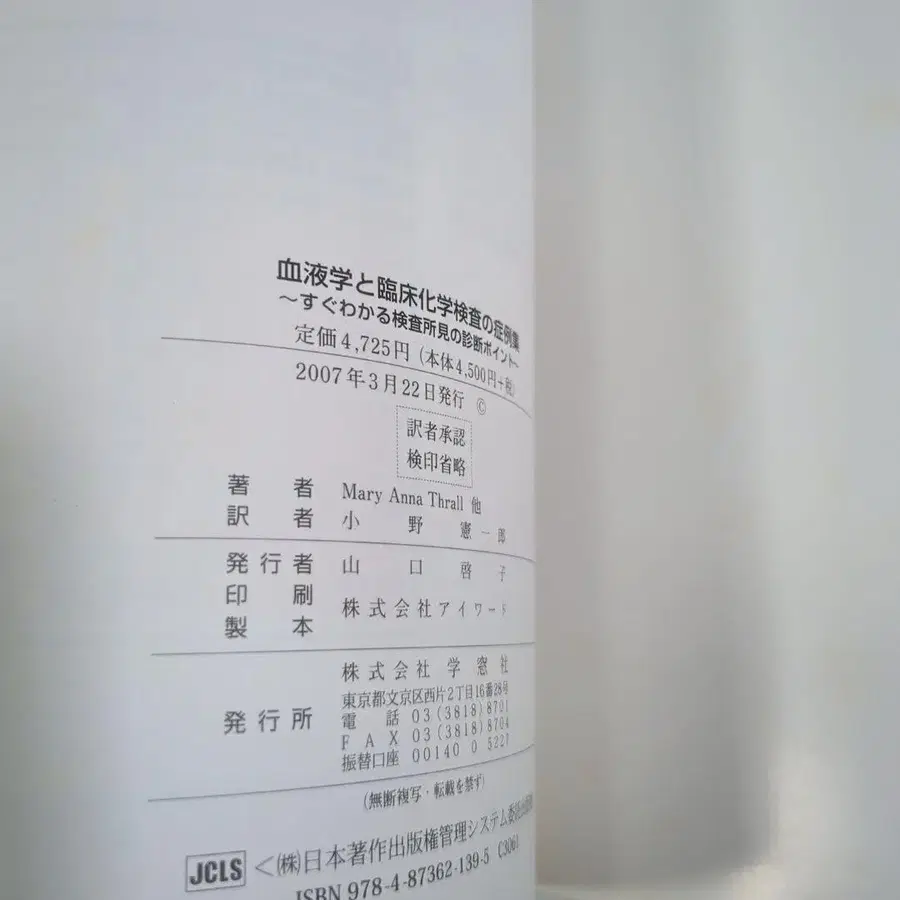 血液学と臨床化学検査の症例集
～すぐわかる検査所見の診断ポイント～
定価4,725円（本体4,500円＋税）
2007年3月22日発行 ©
訳者承認
検印省略
著 者 Mary Anna Thrall 他
訳 者 小 野 憲 一 郎
発行者 山 口 啓 子
印 刷
製 本 株式会社アイワード
発行所 株式会社 学 窓 社
東京都文京区西片2丁目16番28号
電 話 03(3818)8701
F A X 03(3818)8704
振替口座 00140 0 5227
（無断複写・転載を禁ず）
JCLS ＜㈱日本著作出版権管理システム委託出版物
ISBN 978-4-87362-139-5 C3061